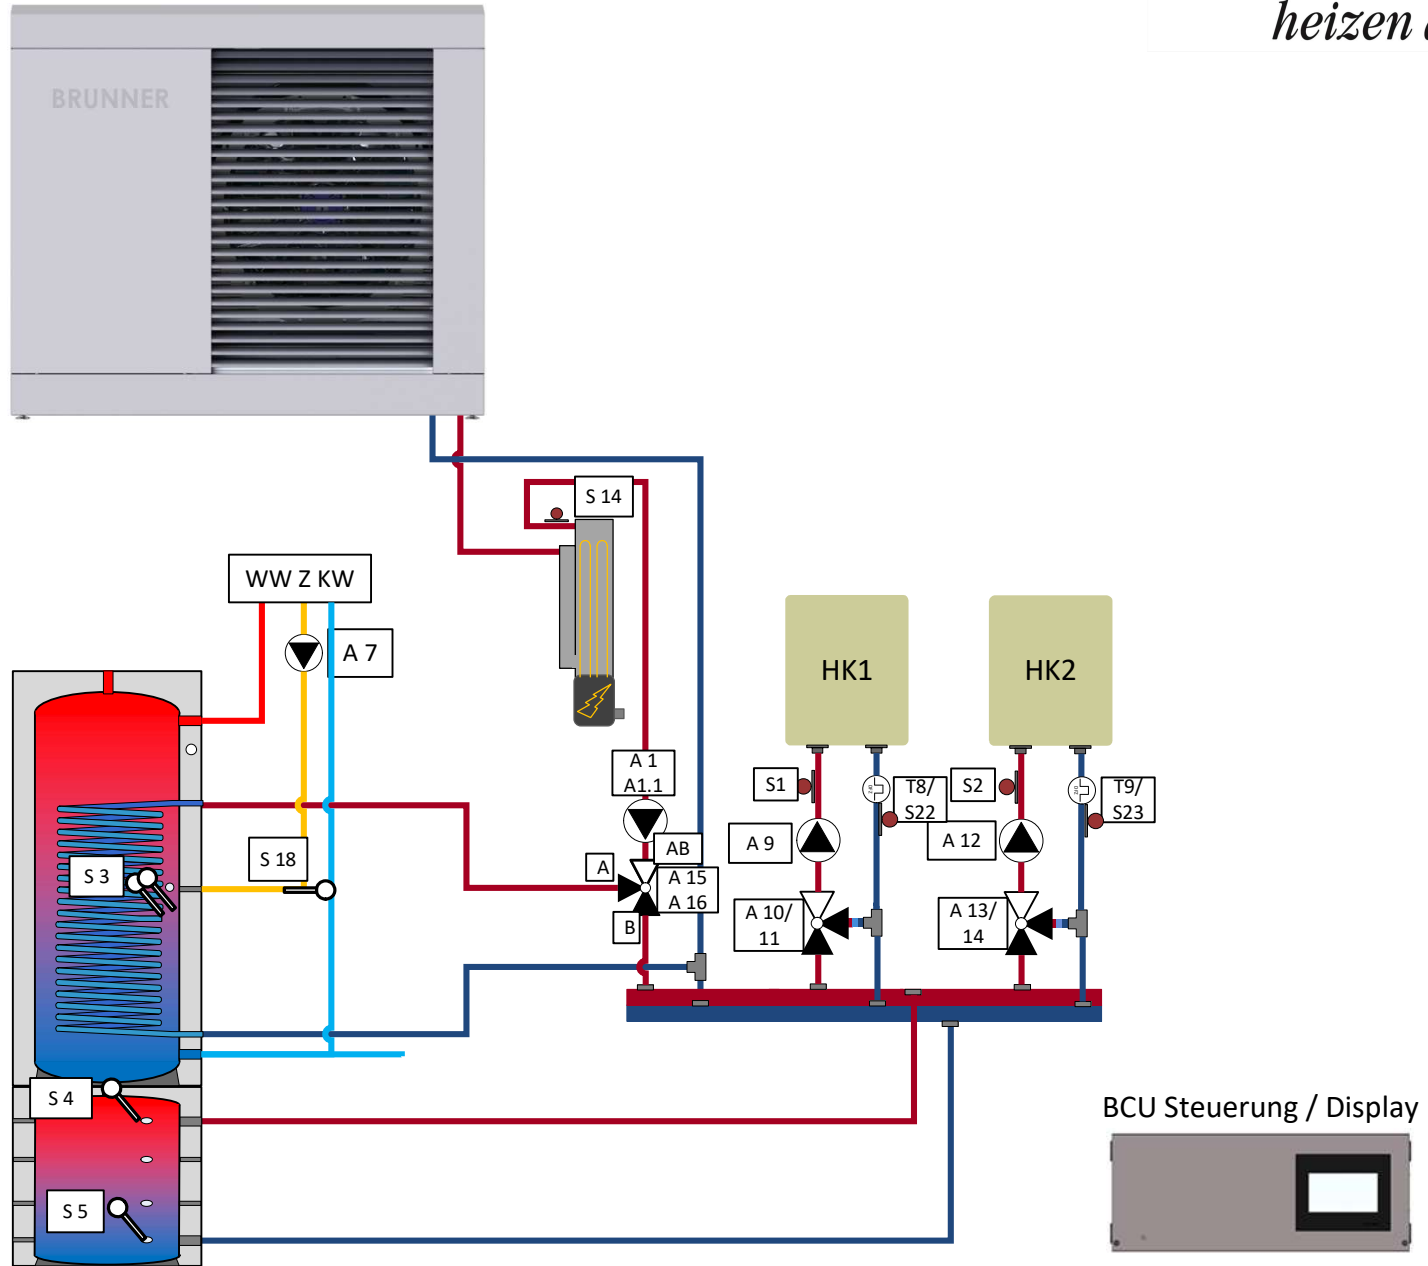 heizen
BRUNNER
S 14
WW Z KW
A 7
HK1
HK2
A 1
A1.1
S1
T8/
S22
S2
T9/
S23
A 9
A 12
AB
A
A 15
A 16
B
S 18
S 3
A 10/
11
A 13/
14
S 4
S 5
BCU Steuerung / Display